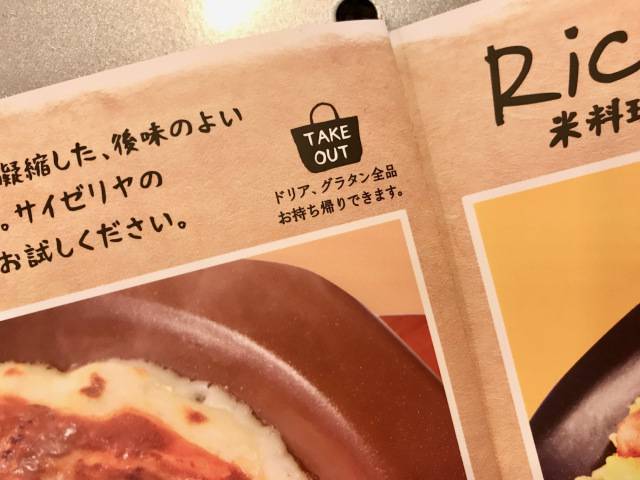 凝縮した、後味のよい
。サイゼリヤの
お試しください。
TAKE
OUT
ドリア、グラタン全品
お持ち帰りできます。
Ric
米料理